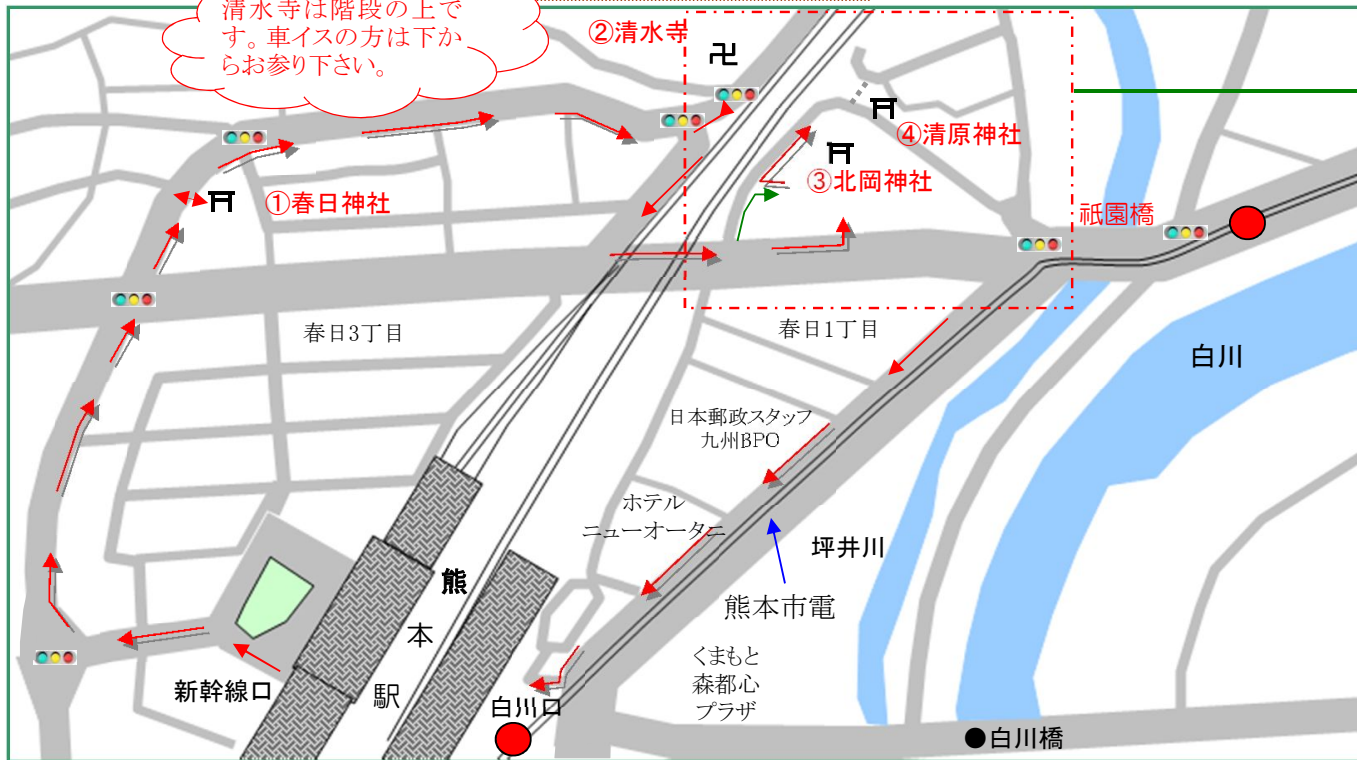 清水寺は階段の上で
す。車イスの方は下か
らお参り下さい。
②清水寺
卍
④清原神社
③北岡神社
①春日神社
祇園橋
春日3丁目
春日1丁目
白川
日本郵政スタッフ
九州BPO
ホテル
ニューオータニ
坪井川
熊本市電
熊
本
駅
くまもと
森都心
プラザ
新幹線口
白川口
●白川橋